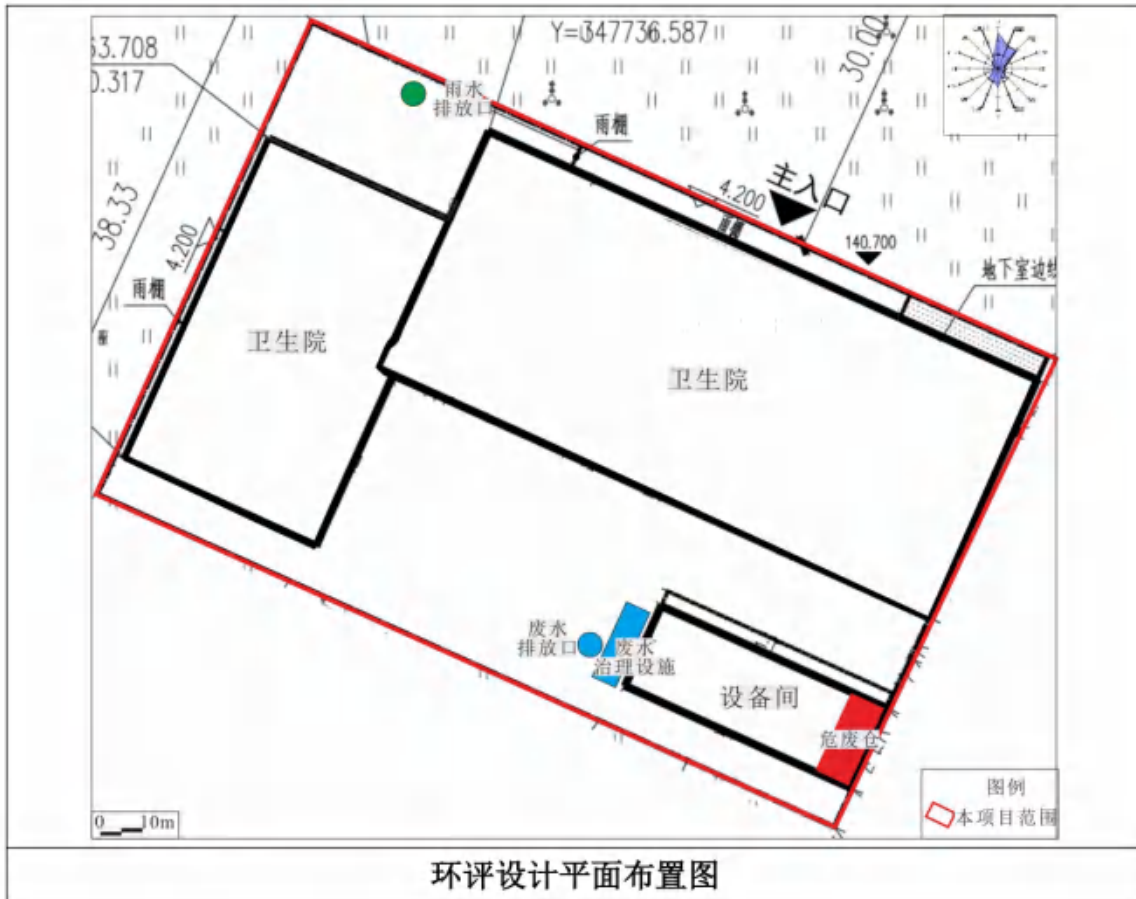 63.708
0.317
Y=347736.587
30.00
雨水
排放口
雨棚
主入口
4.200
雨棚
140.700
地下室边线
38.33
4.200
雨棚
卫生院
卫生院
废水
排放口
废水
治理设施
设备间
危废仓
图例
本项目范围
0 10m
环评设计平面布置图